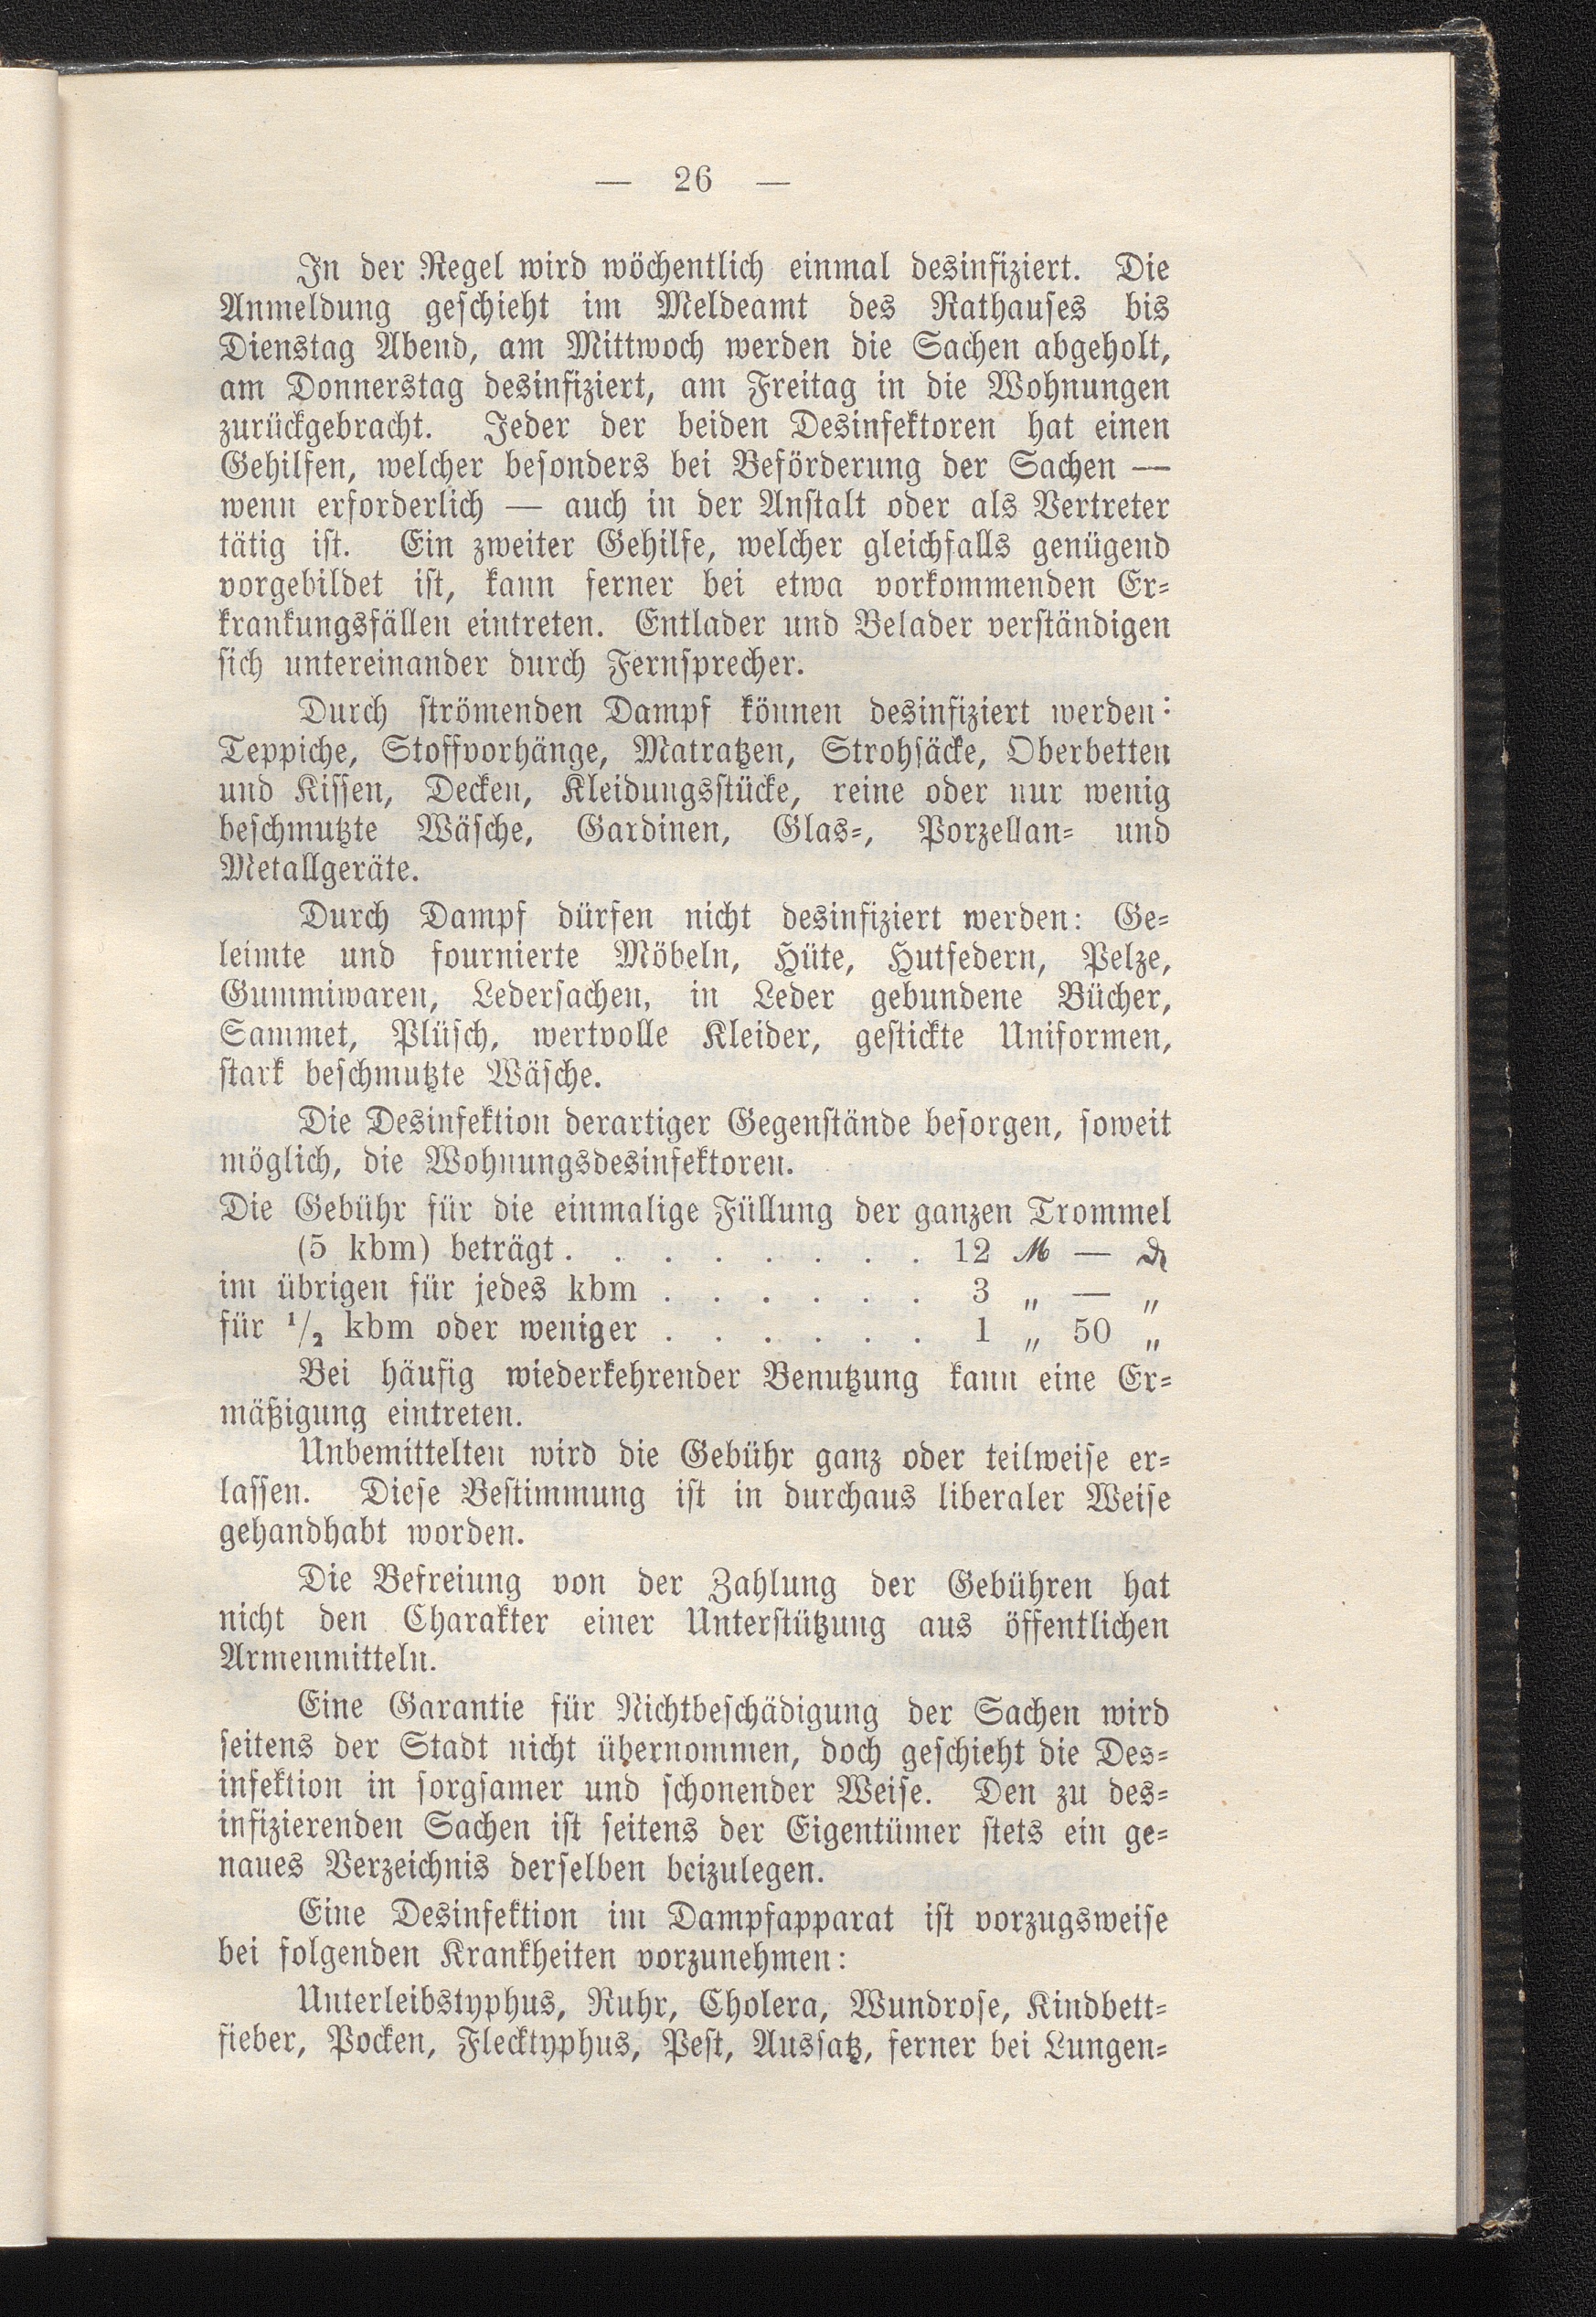 — 26 —
In der Regel wird wöchentlich einmal desinfiziert. Die
Anmeldung geschieht im Meldeamt des Rathauses bis
Dienstag Abend, am Mittwoch werden die Sachen abgeholt,
am Donnerstag desinfiziert, am Freitag in die Wohnungen
zurückgebracht. Jeder der beiden Desinfektoren hat einen
Gehilfen, welcher besonders bei Beförderung der Sachen —
wenn erforderlich — auch in der Anstalt oder als Vertreter
tätig ist. Ein zweiter Gehilfe, welcher gleichfalls genügend
vorgebildet ist, kann ferner bei etwa vorkommenden Er-
krankungsfällen eintreten. Entlader und Belader verständigen
sich untereinander durch Fernsprecher.
Durch strömenden Dampf können desinfiziert werden:
Teppiche, Stoffvorhänge, Matratzen, Strohsäcke, Oberbetten
und Kissen, Decken, Kleidungsstücke, reine oder nur wenig
beschmutzte Wäsche, Gardinen, Glas-, Porzellan- und
Metallgeräte.
Durch Dampf dürfen nicht desinfiziert werden: Ge-
leimte und fournierte Möbeln, Hüte, Hutfedern, Pelze,
Gummiwaren, Ledersachen, in Leder gebundene Bücher,
Sammet, Plüsch, wertvolle Kleider, gestickte Uniformen,
stark beschmutzte Wäsche.
Die Desinfektion derartiger Gegenstände besorgen, soweit
möglich, die Wohnungsdesinfektoren.
Die Gebühr für die einmalige Füllung der ganzen Trommel
(5 kbm) beträgt . . . . . . . . 12 ℳ — ₰
im übrigen für jedes kbm . . . . . . 3 „ — „
für ¹/₂ kbm oder weniger . . . . . . 1 „ 50 „
Bei häufig wiederkehrender Benutzung kann eine Er-
mäßigung eintreten.
Unbemittelten wird die Gebühr ganz oder teilweise er-
lassen. Diese Bestimmung ist in durchaus liberaler Weise
gehandhabt worden.
Die Befreiung von der Zahlung der Gebühren hat
nicht den Charakter einer Unterstützung aus öffentlichen
Armenmitteln.
Eine Garantie für Nichtbeschädigung der Sachen wird
seitens der Stadt nicht übernommen, doch geschieht die Des-
infektion in sorgsamer und schonender Weise. Den zu des-
infizierenden Sachen ist seitens der Eigentümer stets ein ge-
naues Verzeichnis derselben beizulegen.
Eine Desinfektion im Dampfapparat ist vorzugsweise
bei folgenden Krankheiten vorzunehmen:
Unterleibstyphus, Ruhr, Cholera, Wundrose, Kindbett-
fieber, Pocken, Flecktyphus, Pest, Aussatz, ferner bei Lungen-